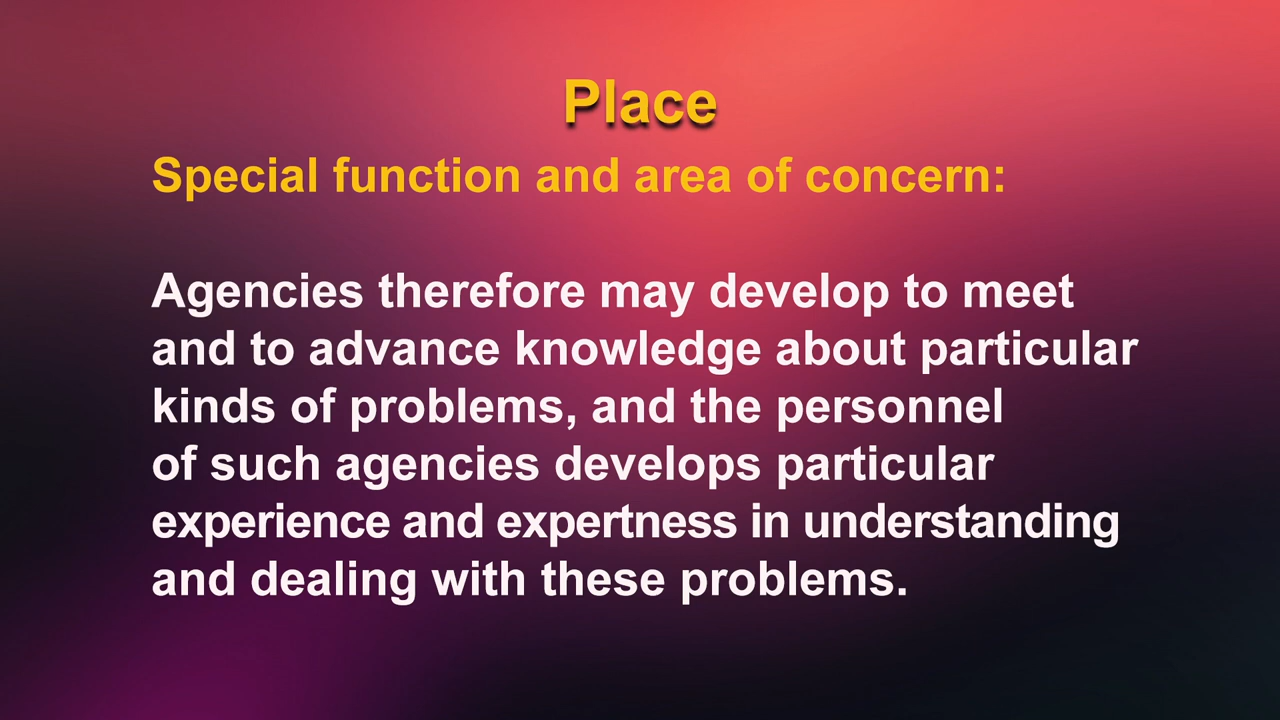 Place
Special function and area of concern:
Agencies therefore may develop to meet
and to advance knowledge about particular
kinds of problems, and the personnel
of such agencies develops particular
experience and expertness in understanding
and dealing with these problems.